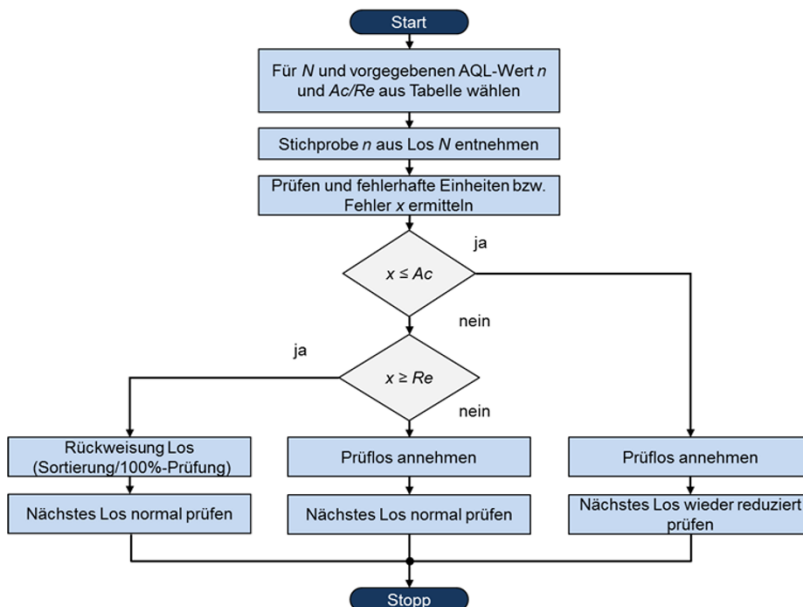 Start
Für N und vorgegebenen AQL-Wert n
und Ac/Re aus Tabelle wählen
Stichprobe n aus Los N entnehmen
Prüfen und fehlerhafte Einheiten bzw.
Fehler x ermitteln
ja
x ≤ Ac
nein
ja
x ≥ Re
nein
Rückweisung Los
(Sortierung/100%-Prüfung)
Prüflos annehmen
Prüflos annehmen
Nächstes Los normal prüfen
Nächstes Los normal prüfen
Nächstes Los wieder reduziert
prüfen
Stopp